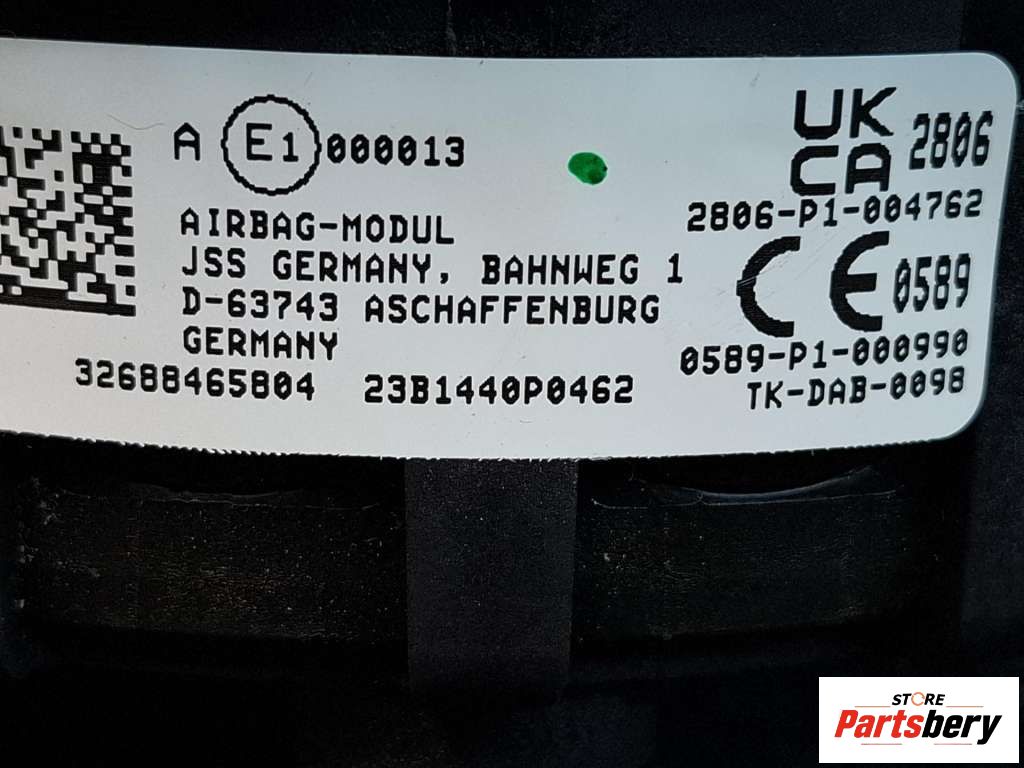 A E1 000013
AIRBAG-MODUL
JSS GERMANY, BAHNWEG 1
D-63743 ASCHAFFENBURG
GERMANY
32688465804 23B1440P0462
UK
CA 2806
2806-P1-004762
CE 0589
0589-P1-000990
TK-DAB-0098
STORE
Partsbery